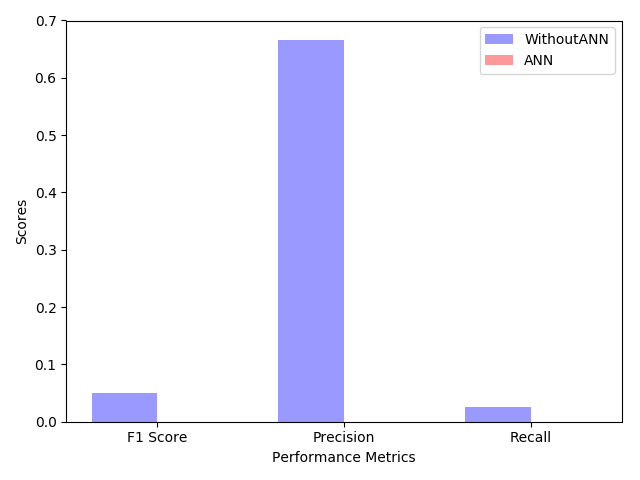 0.7
0.6
0.5
0.4
0.3
0.2
0.1
0.0
Scores
WithoutANN
ANN
F1 Score Precision Recall
Performance Metrics